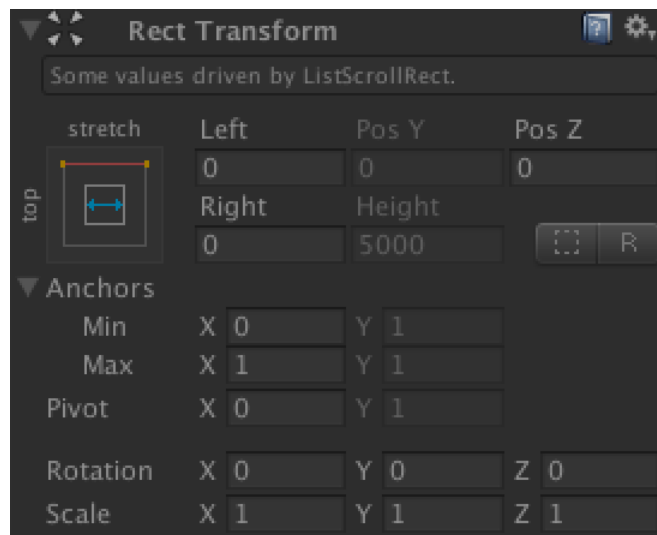 Rect Transform
Some values driven by ListScrollRect.
stretch Left Pos Y Pos Z
0 0 0
top
Right Height
0 5000 R
Anchors
Min X 0 Y 1
Max X 1 Y 1
Pivot X 0 Y 1
Rotation X 0 Y 0 Z 0
Scale X 1 Y 1 Z 1